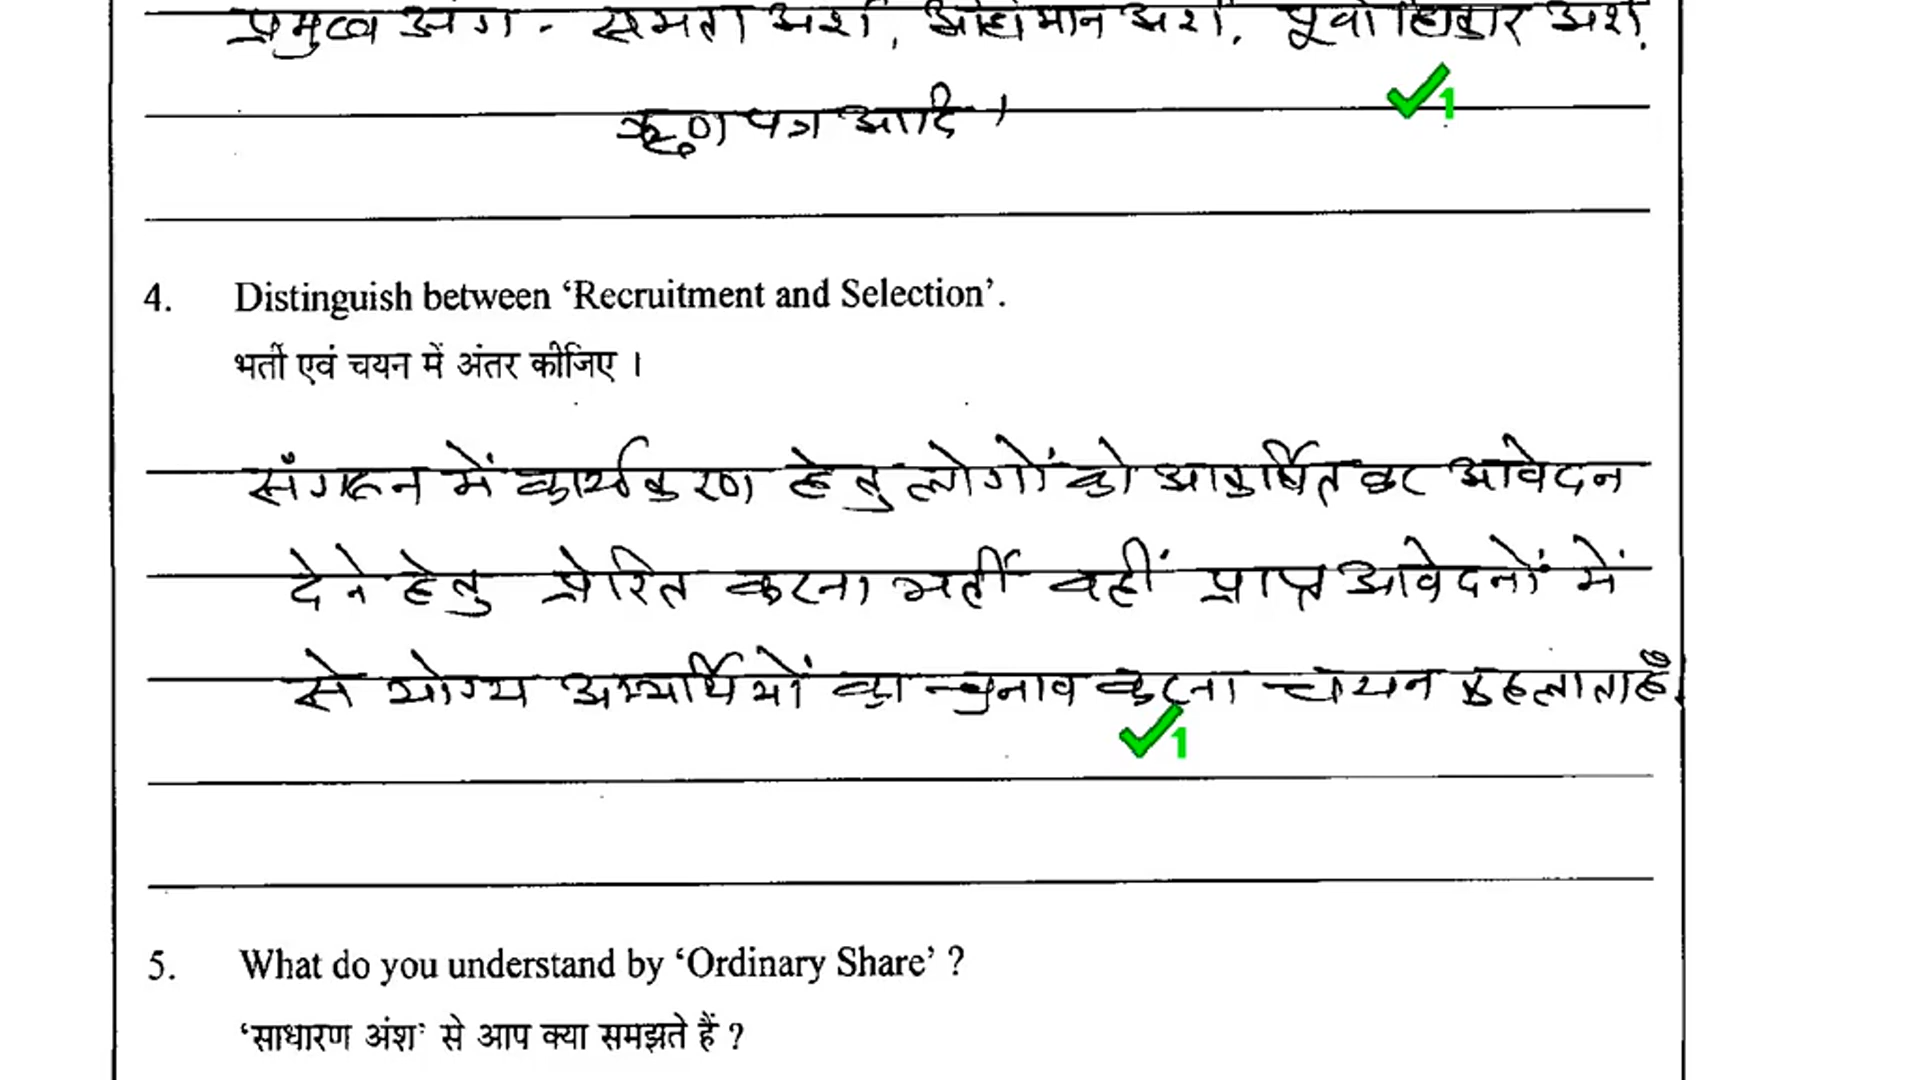 प्रमुख अंग - समता अंश, अधिमान अंश, पूर्वाधिकार अंश,
ऋण पत्र आदि।
1
4. Distinguish between ‘Recruitment and Selection’.
भर्ती एवं चयन में अंतर कीजिए ।
संगठन में कार्यकरण हेतु लोगों को आकर्षित कर आवेदन
देने हेतु प्रेरित करना भर्ती वहीं प्राप्त आवेदनों में
से योग्य अभ्यर्थियों का चुनाव करना चयन कहलाता है।
1
5. What do you understand by ‘Ordinary Share’ ?
‘साधारण अंश’ से आप क्या समझते हैं ?